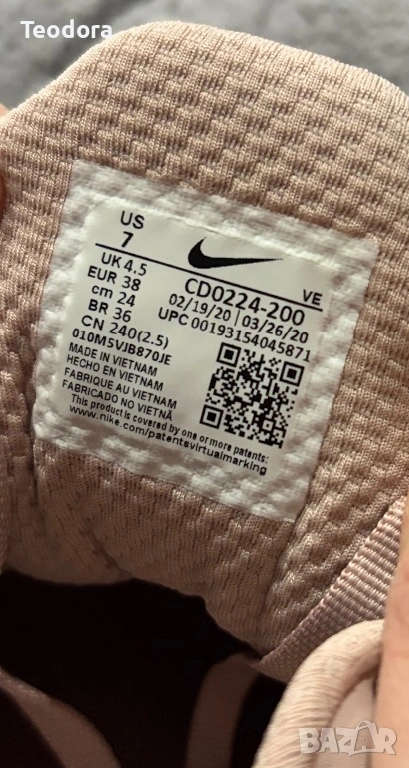 Teodora
US
7
UK 4.5
EUR 38
cm 24
BR 36
CN 240(2.5)
010M5VJB870JE
CD0224-200 VE
02/19/20 03/26/20
UPC 00193154045871
MADE IN VIETNAM
HECHO EN VIETNAM
FABRIQUE AU VIETNAM
FABRICADO NO VIETNÃ
This product is covered by one or more patents:
www.nike.com/patentsvirtualmarking
BAZAR